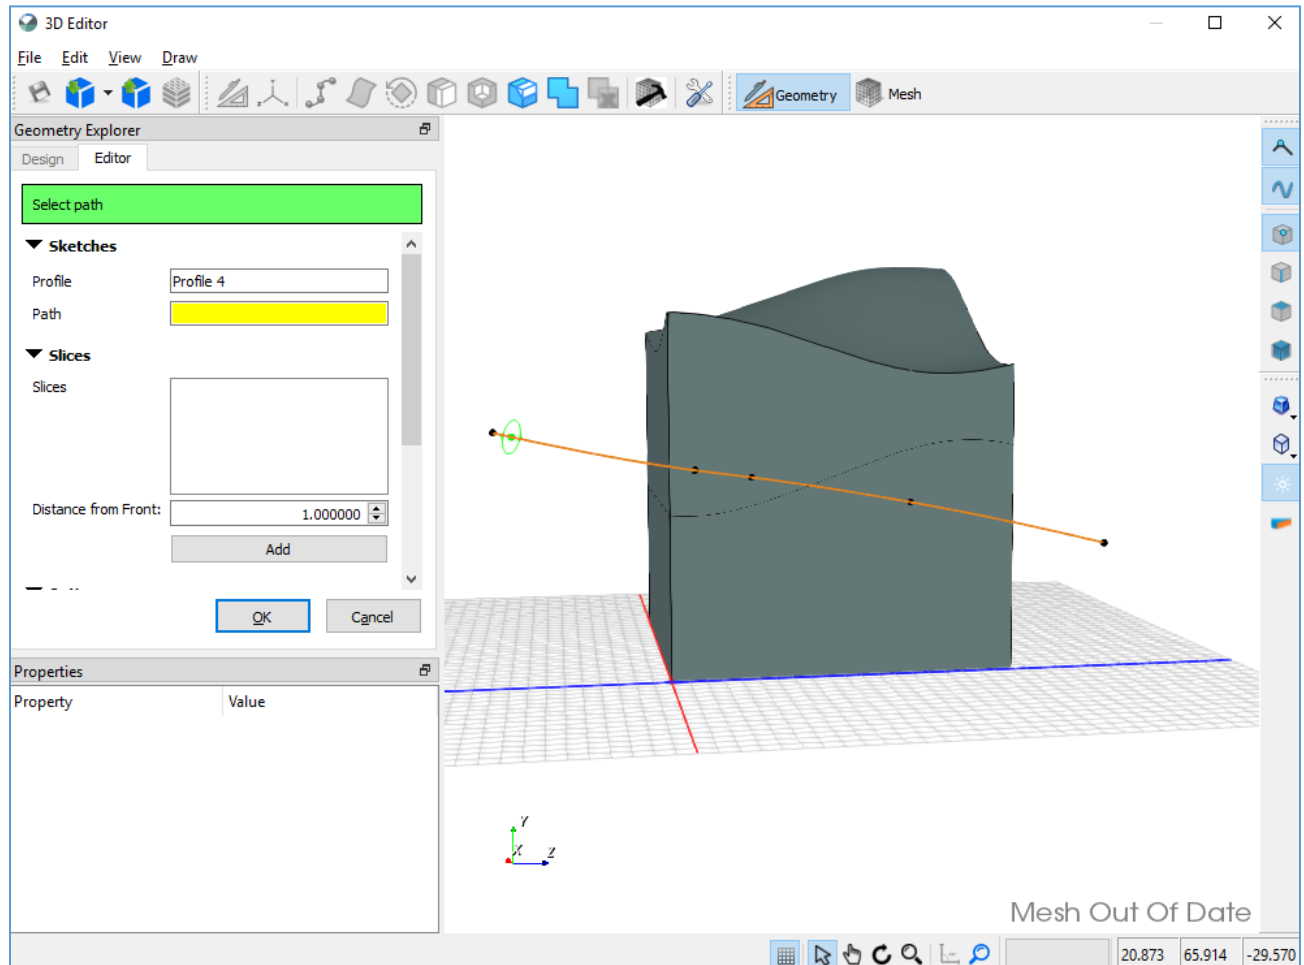 3D Editor
File Edit View Draw
Geometry Mesh
Geometry Explorer
Design Editor
Select path
Sketches
Profile Profile 4
Path
Slices
Slices
Distance from Front: 1.000000
Add
OK Cancel
Properties
Property Value
Y
X Z
Mesh Out Of Date
20.873 65.914 -29.570